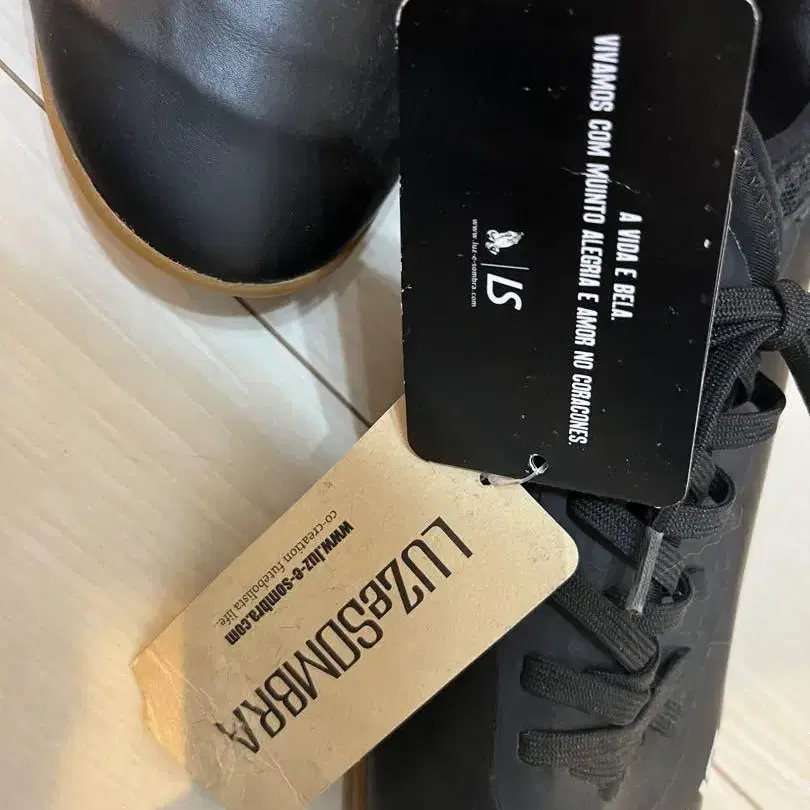 A VIDA E BELA.
VIVAMOS COM MUINTO ALEGRIA E AMOR NO CORACONES.
LS
www.luz-e-sombra.com
LUZeSOMBRA
www.luz-e-sombra.com
co-creation futebolista life.